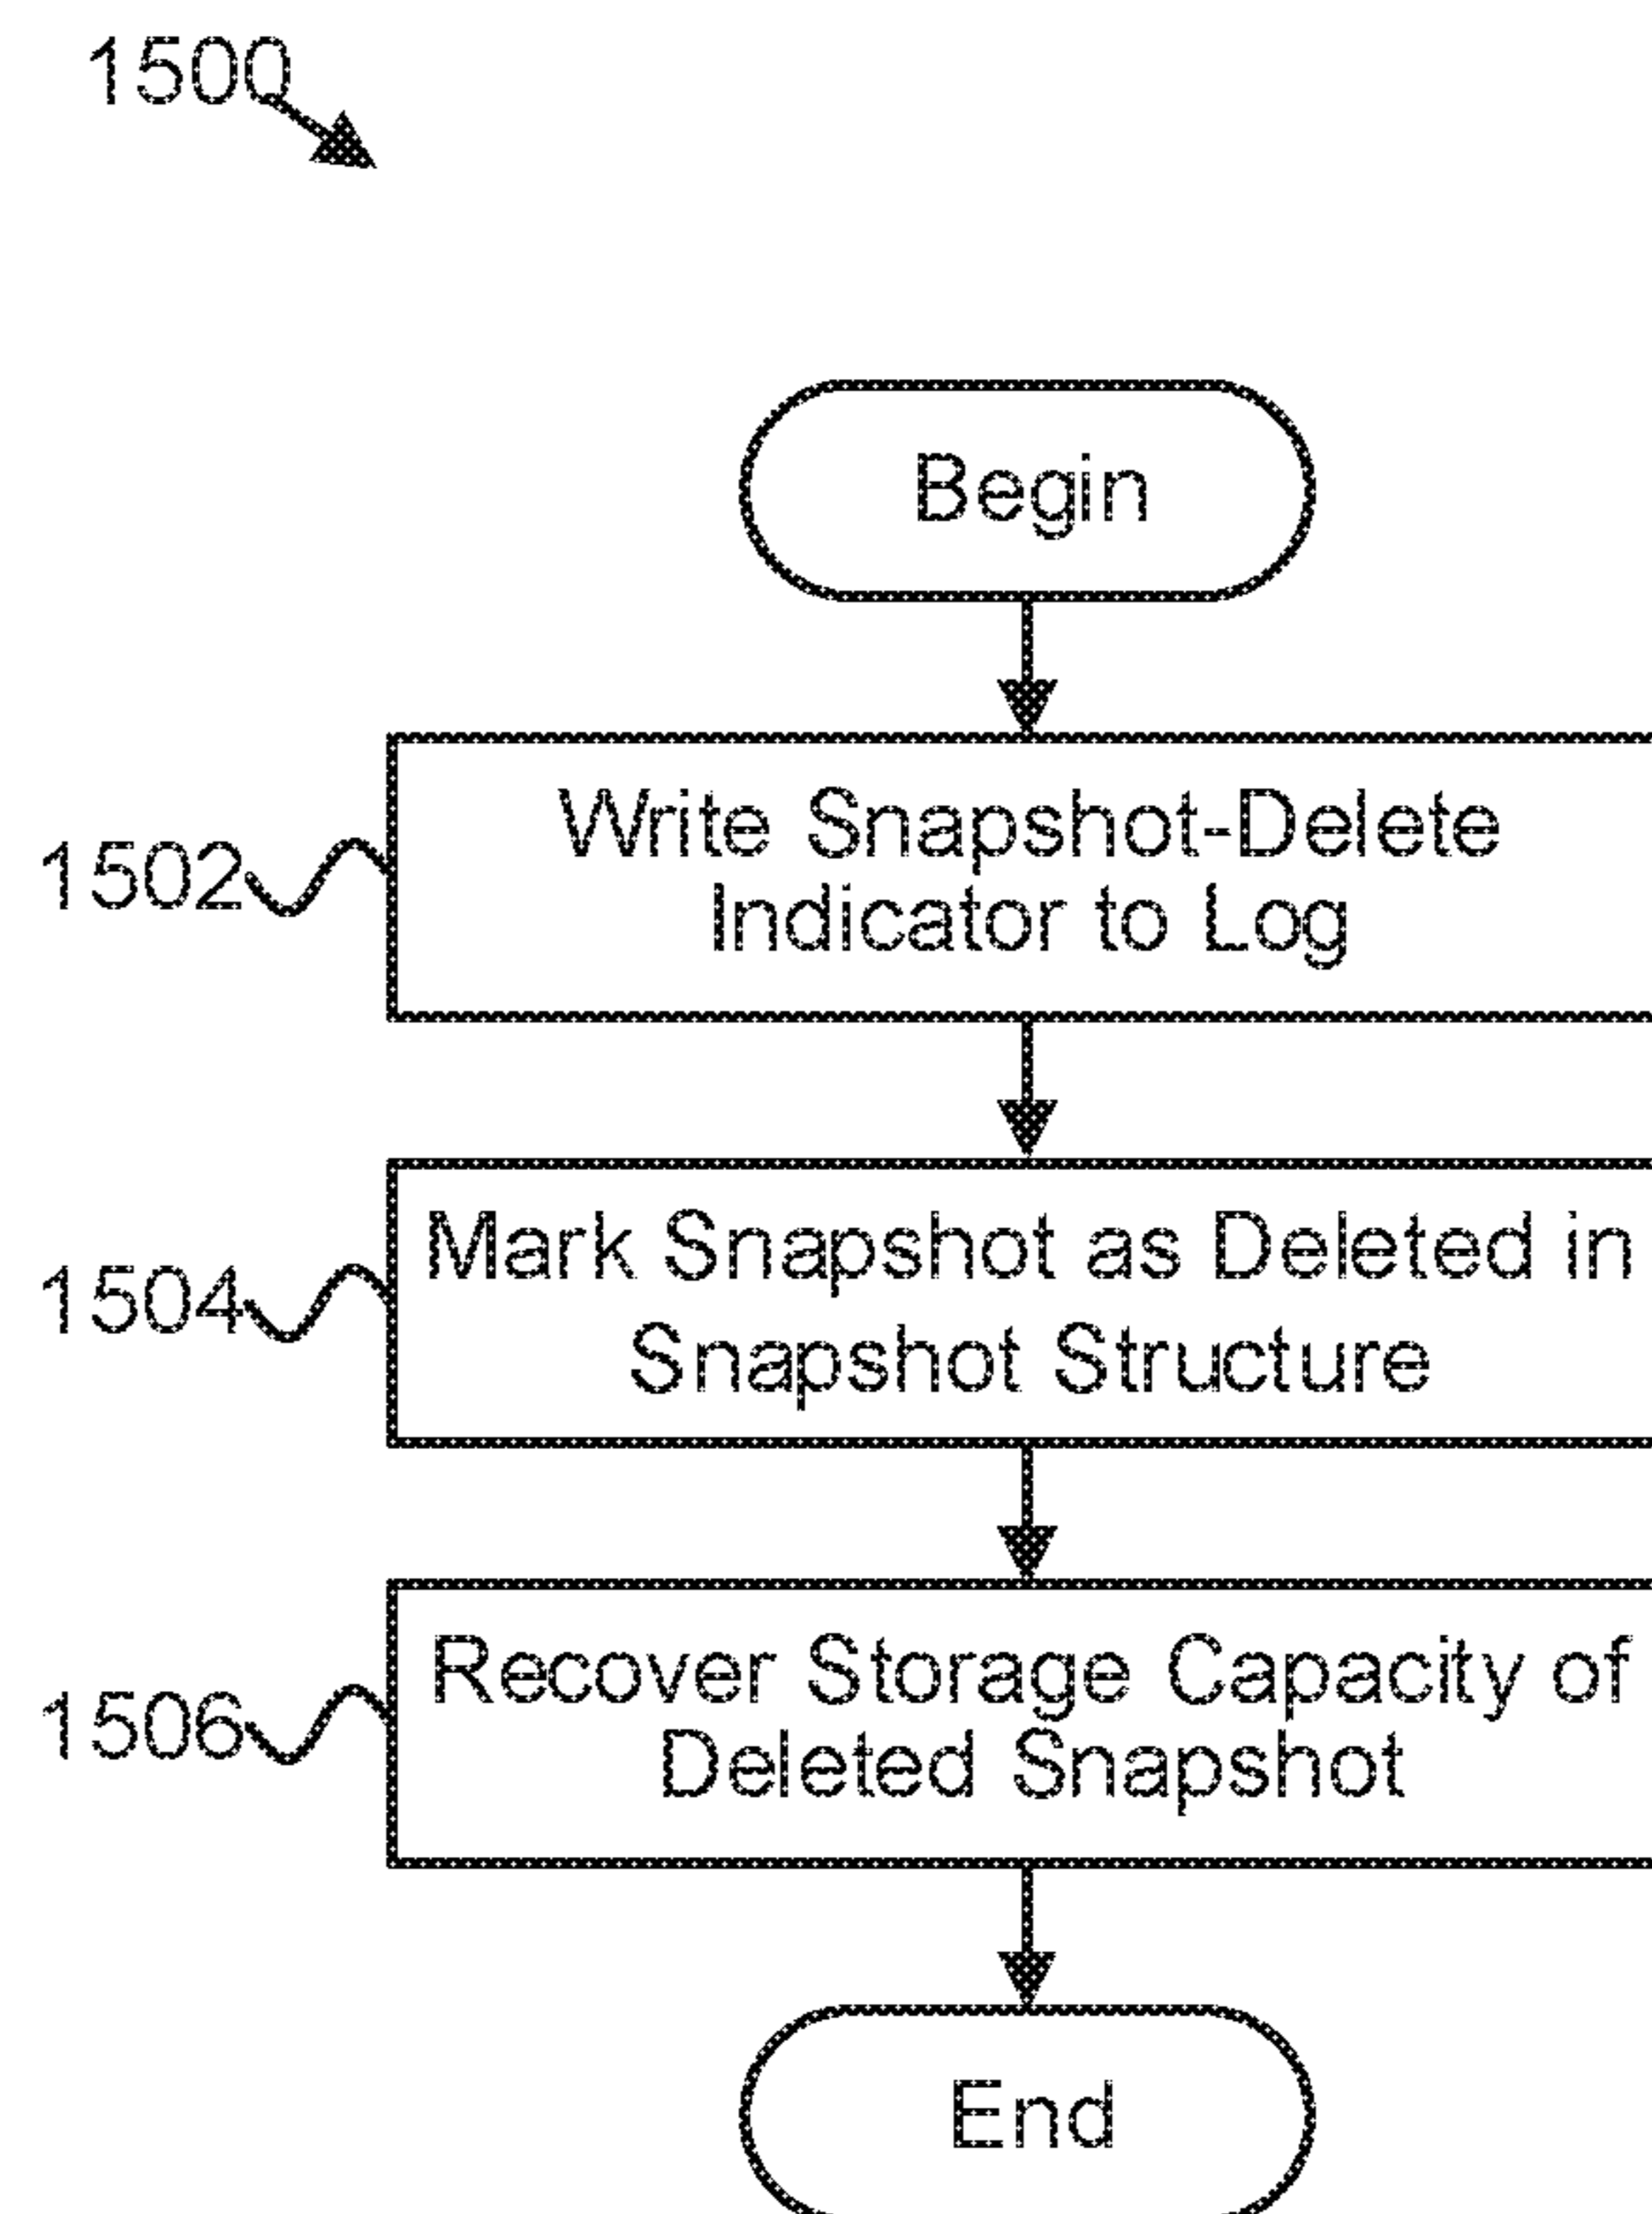 1500
Begin
1502
Write Snapshot-Delete
Indicator to Log
1504
Mark Snapshot as Deleted in
Snapshot Structure
1506
Recover Storage Capacity of
Deleted Snapshot
End